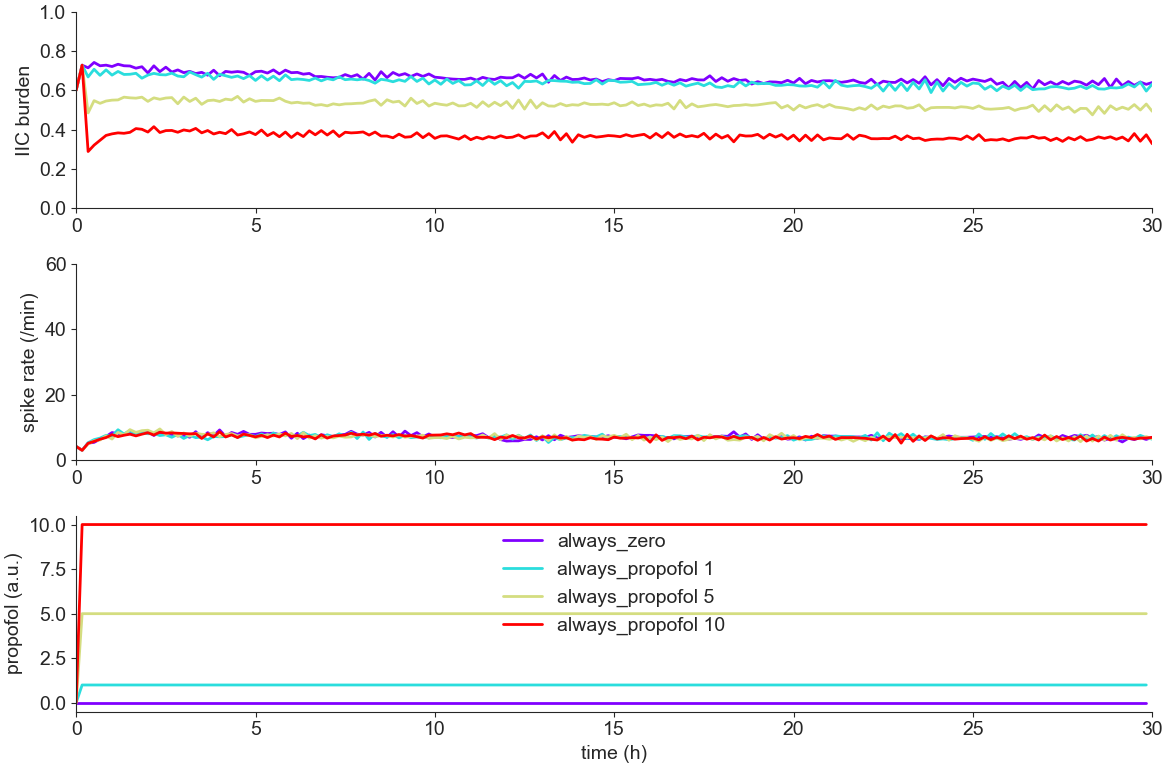 1.0
0.8
0.6
0.4
0.2
0.0
IIC burden
0 5 10 15 20 25 30
60
40
20
0
spike rate (/min)
0 5 10 15 20 25 30
10.0
7.5
5.0
2.5
0.0
propofol (a.u.)
always_zero
always_propofol 1
always_propofol 5
always_propofol 10
0 5 10 15 20 25 30
time (h)